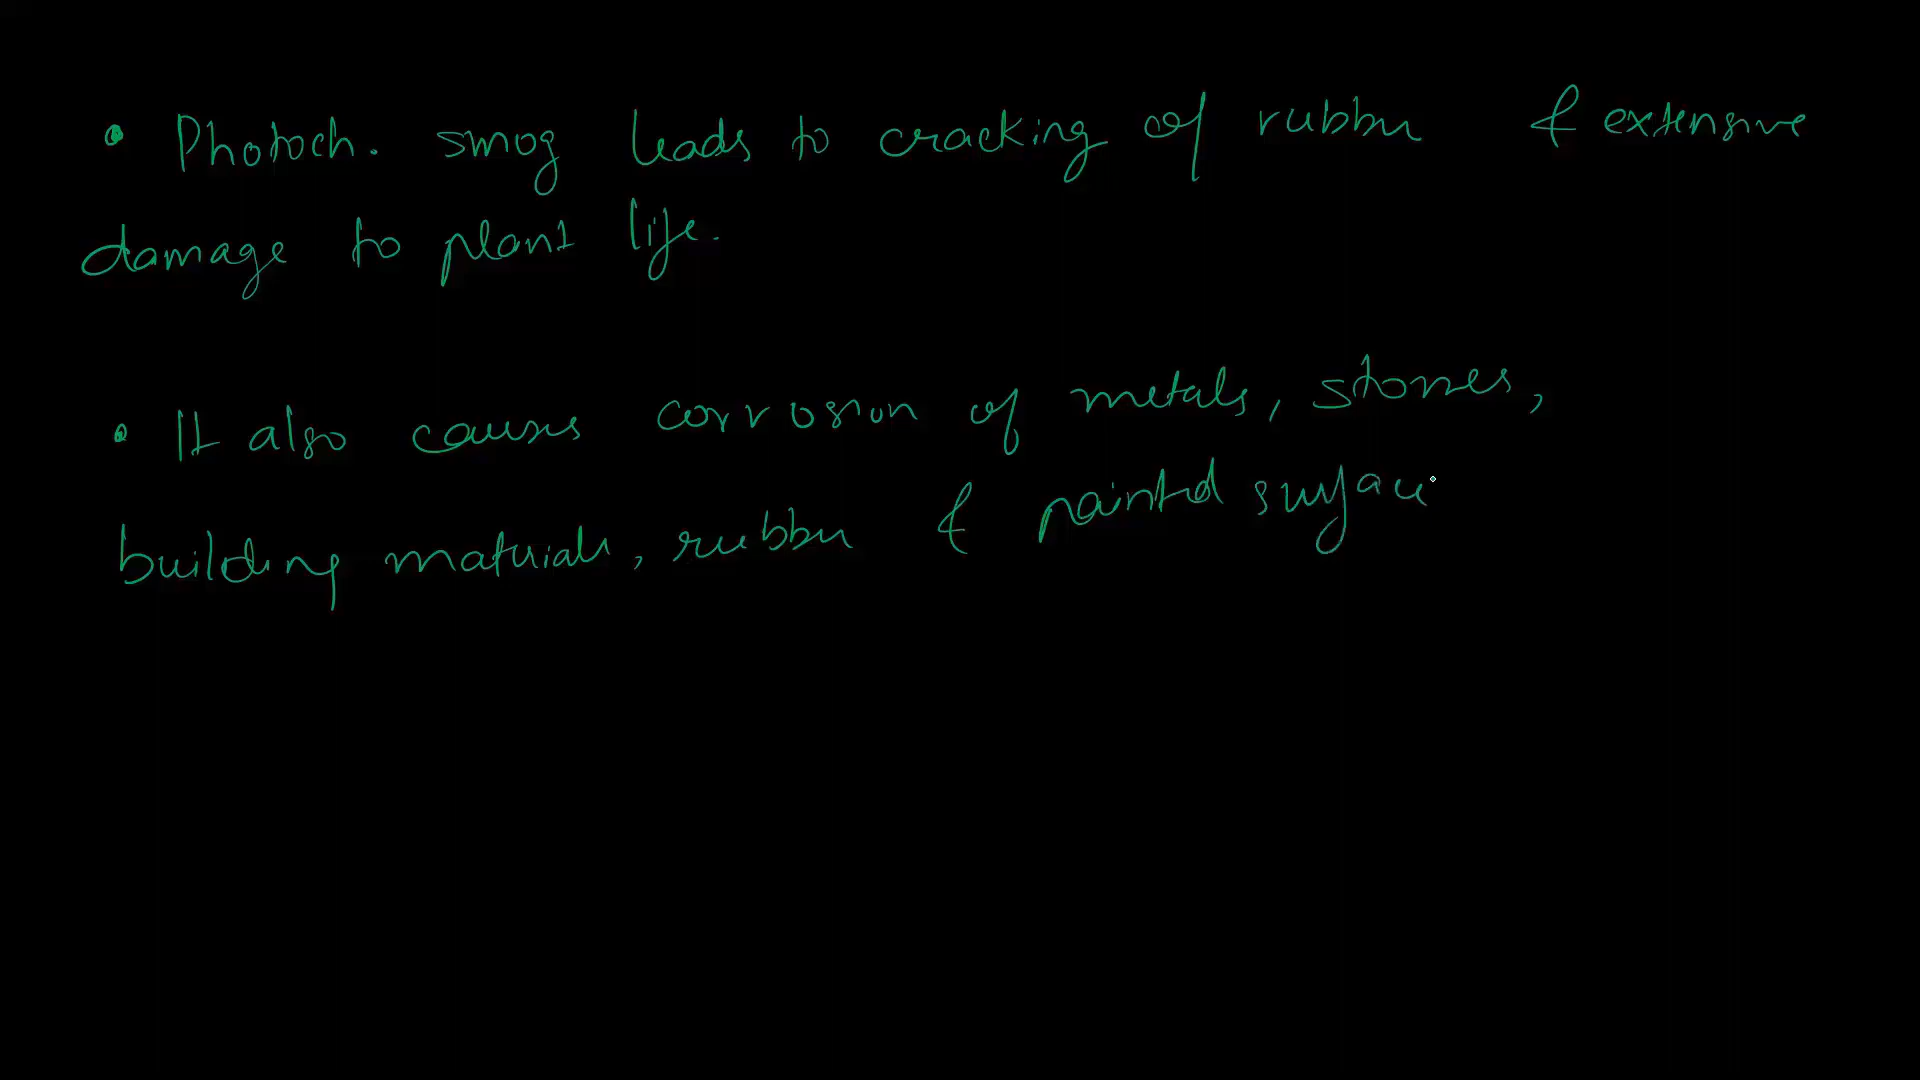 • Photoch. smog leads to cracking of rubber & extensive
damage to plant life.
• It also causes corrosion of metals, stones,
building materials, rubber & painted surface